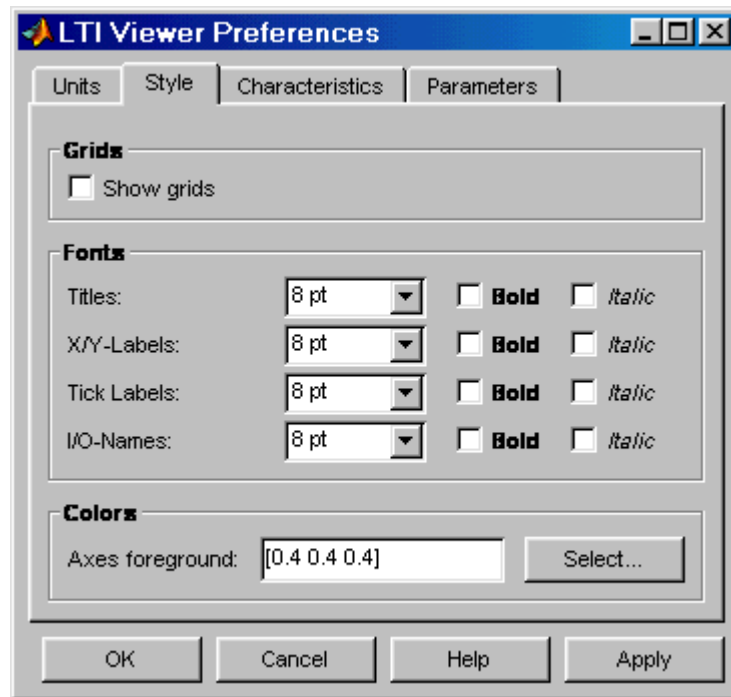 LTI Viewer Preferences
Units Style Characteristics Parameters
Grids
Show grids
Fonts
Titles: 8 pt Bold Italic
X/Y-Labels: 8 pt Bold Italic
Tick Labels: 8 pt Bold Italic
I/O-Names: 8 pt Bold Italic
Colors
Axes foreground: [0.4 0.4 0.4] Select...
OK Cancel Help Apply